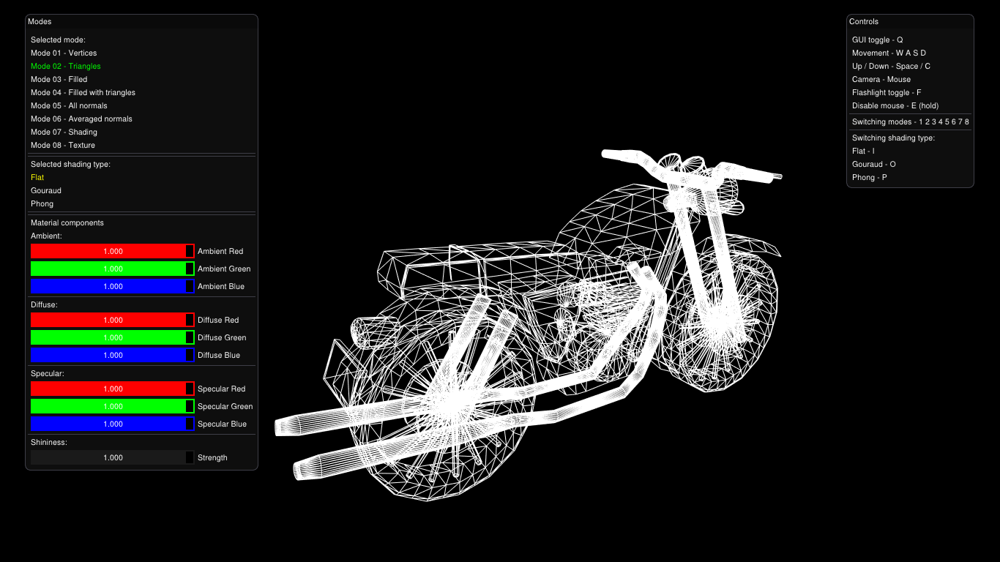 Modes
Selected mode:
Mode 01 - Vertices
Mode 02 - Triangles
Mode 03 - Filled
Mode 04 - Filled with triangles
Mode 05 - All normals
Mode 06 - Averaged normals
Mode 07 - Shading
Mode 08 - Texture
Selected shading type:
Flat
Gouraud
Phong
Material components
Ambient:
1.000 Ambient Red
1.000 Ambient Green
1.000 Ambient Blue
Diffuse:
1.000 Diffuse Red
1.000 Diffuse Green
1.000 Diffuse Blue
Specular:
1.000 Specular Red
1.000 Specular Green
1.000 Specular Blue
Shininess:
1.000 Strength
Controls
GUI toggle - Q
Movement - W A S D
Up / Down - Space / C
Camera - Mouse
Flashlight toggle - F
Disable mouse - E (hold)
Switching modes - 1 2 3 4 5 6 7 8
Switching shading type:
Flat - I
Gouraud - O
Phong - P